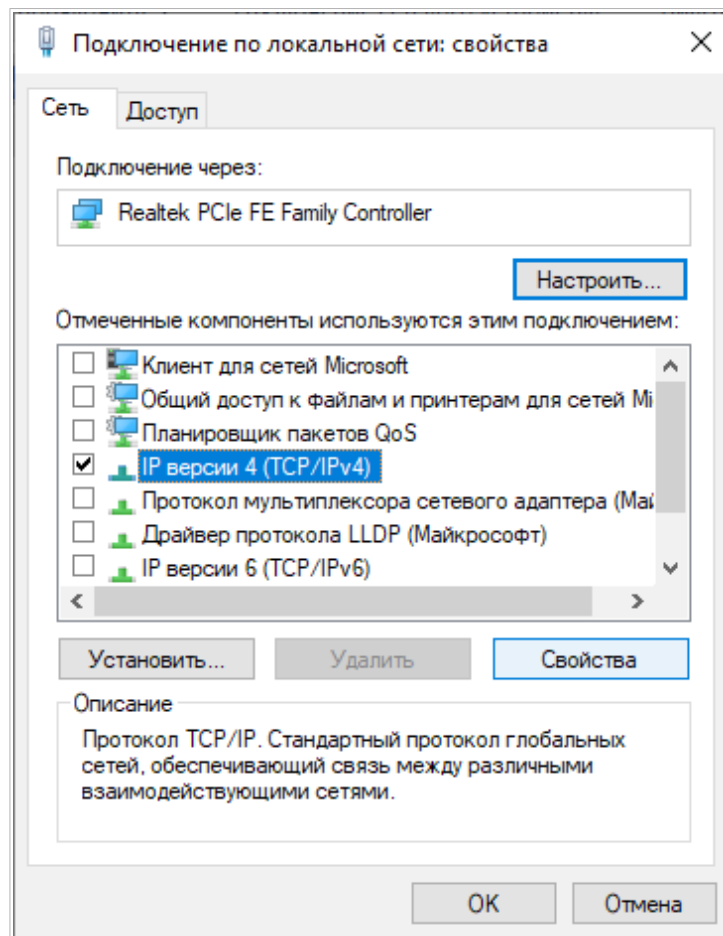 Подключение по локальной сети: свойства
Сеть
Доступ
Подключение через:
Realtek PCIe FE Family Controller
Настроить...
Отмеченные компоненты используются этим подключением:
Клиент для сетей Microsoft
Общий доступ к файлам и принтерам для сетей Mi
Планировщик пакетов QoS
IP версии 4 (TCP/IPv4)
Протокол мультиплексора сетевого адаптера (Май
Драйвер протокола LLDP (Майкрософт)
IP версии 6 (TCP/IPv6)
Установить...
Удалить
Свойства
Описание
Протокол TCP/IP. Стандартный протокол глобальных
сетей, обеспечивающий связь между различными
взаимодействующими сетями.
OK
Отмена